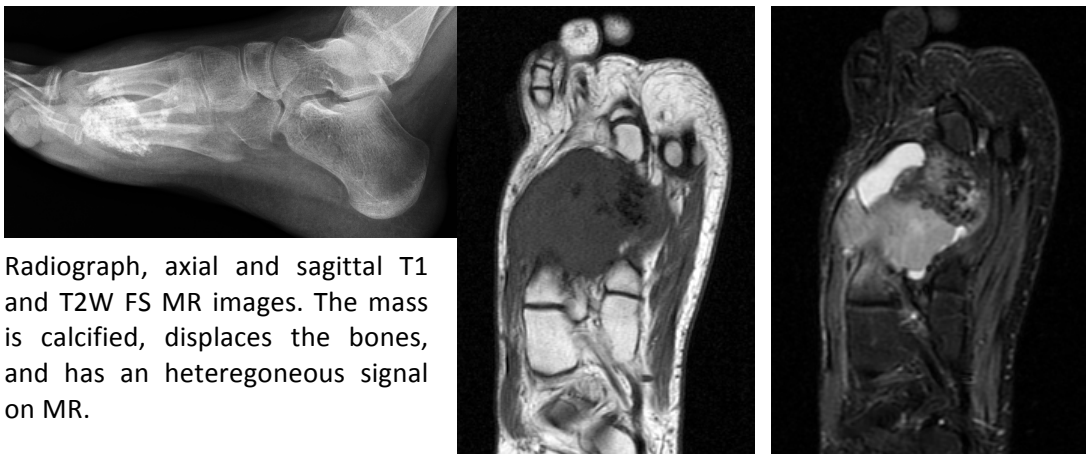 Radiograph, axial and sagittal T1
and T2W FS MR images. The mass
is calcified, displaces the bones,
and has an heteregoneous signal
on MR.